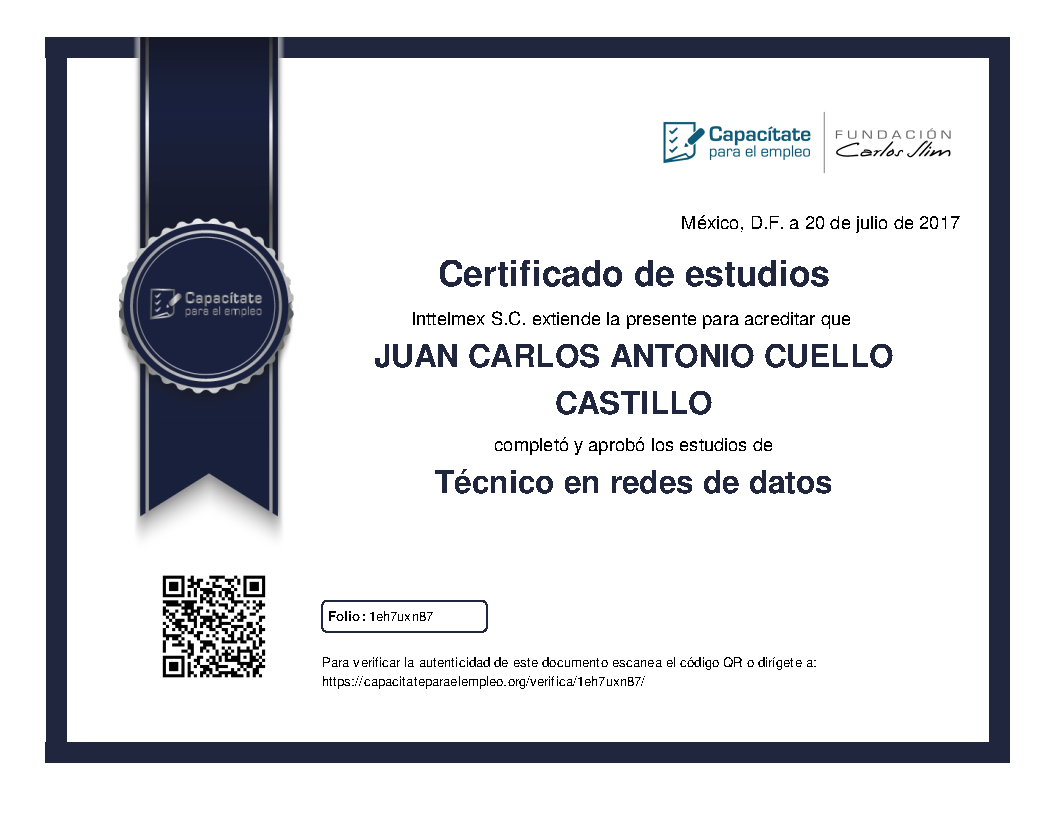 Capacítate
para el empleo
FUNDACIÓN
Carlos Slim
México, D.F. a 20 de julio de 2017
Certificado de estudios
Inttelmex S.C. extiende la presente para acreditar que
JUAN CARLOS ANTONIO CUELLO
CASTILLO
completó y aprobó los estudios de
Técnico en redes de datos
Capacítate
para el empleo
Folio: 1eh7uxn87
Para verificar la autenticidad de este documento escanea el código QR o dirígete a:
https://capacitateparaelempleo.org/verifica/1eh7uxn87/